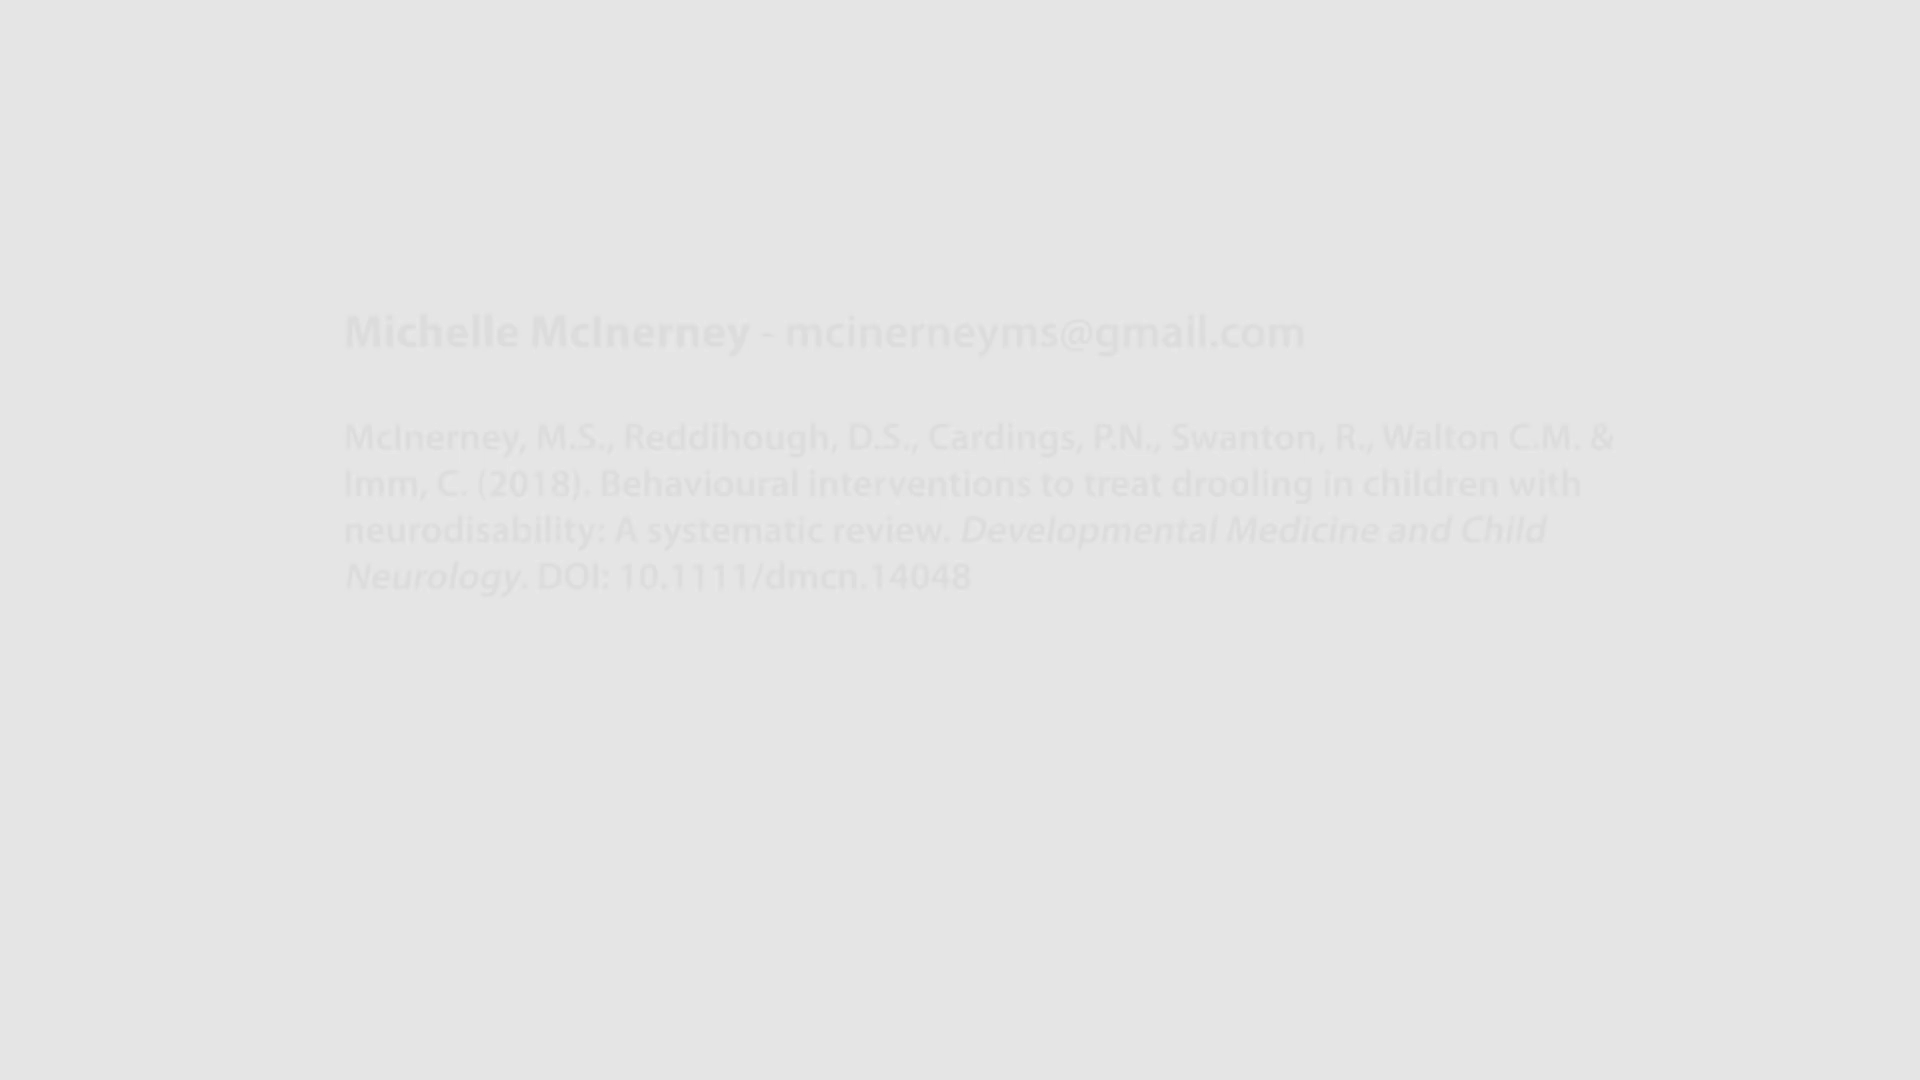 Michelle McInerney - mcinerneyms@gmail.com
McInerney, M.S., Reddihough, D.S., Cardings, P.N., Swanton, R., Walton C.M. &
Imm, C. (2018). Behavioural interventions to treat drooling in children with
neurodisability: A systematic review. Developmental Medicine and Child
Neurology. DOI: 10.1111/dmcn.14048